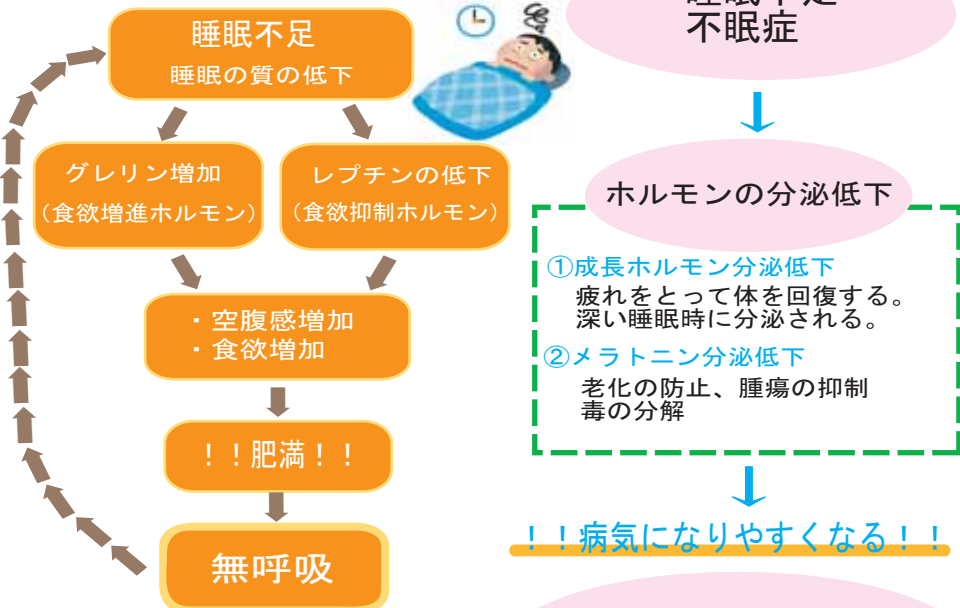 睡眠不足
睡眠の質の低下
グレリン増加
（食欲増進ホルモン）
レプチンの低下
（食欲抑制ホルモン）
・空腹感増加
・食欲増加
！！肥満！！
無呼吸
睡眠不足
不眠症
ホルモンの分泌低下
①成長ホルモン分泌低下
疲れをとって体を回復する。
深い睡眠時に分泌される。
②メラトニン分泌低下
老化の防止、腫瘍の抑制
毒の分解
！！病気になりやすくなる！！